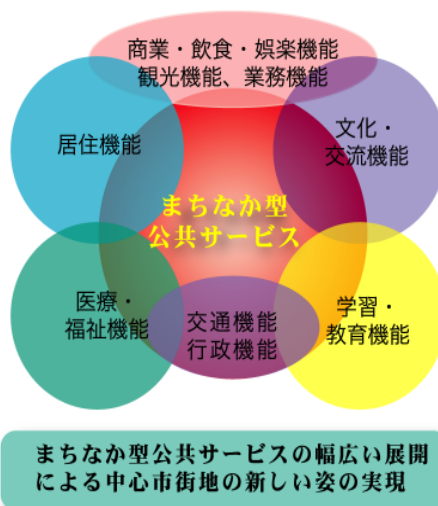 商業・飲食・娯楽機能
観光機能、業務機能
居住機能
文化・
交流機能
まちなか型
公共サービス
医療・
福祉機能
交通機能
行政機能
学習・
教育機能
まちなか型公共サービスの幅広い展開
による中心市街地の新しい姿の実現